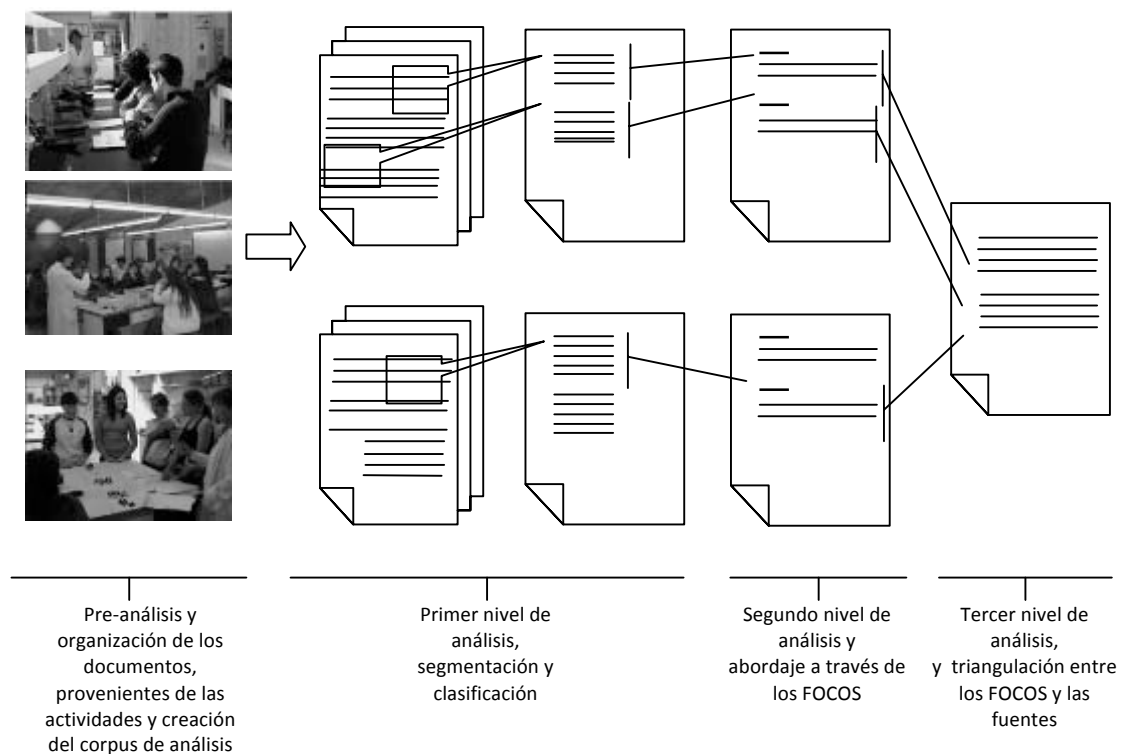 Pre-análisis y
organización de los
documentos,
provenientes de las
actividades y creación
del corpus de análisis
Primer nivel de
análisis,
segmentación y
clasificación
Segundo nivel de
análisis y
abordaje a través de
los FOCOS
Tercer nivel de
análisis,
y triangulación entre
los FOCOS y las
fuentes